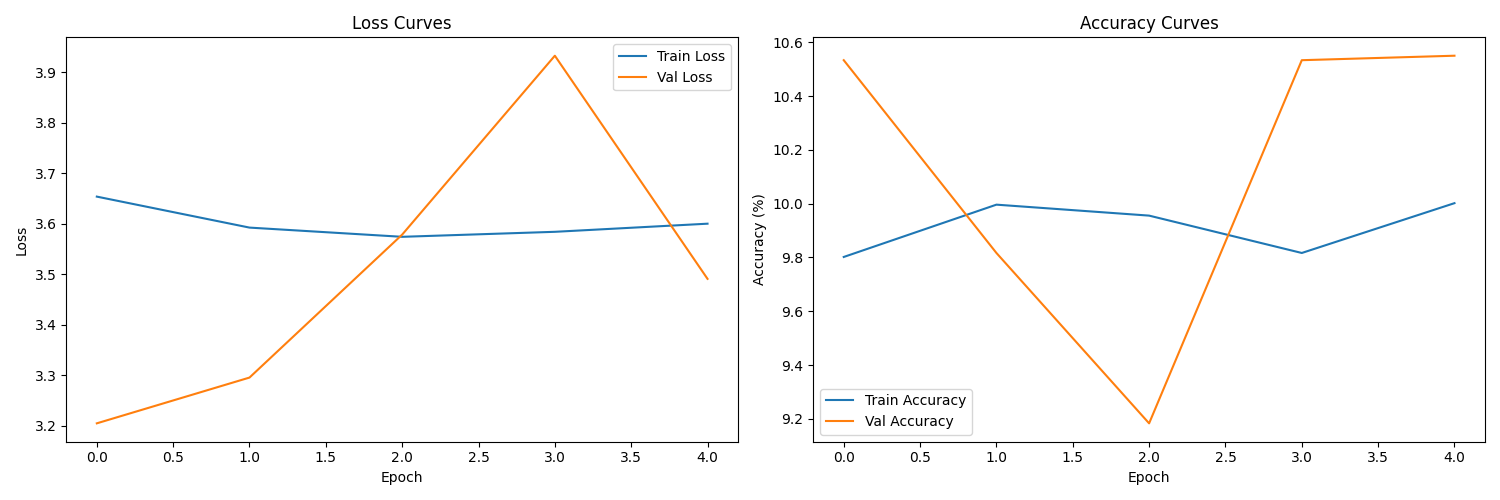 Loss Curves
Train Loss
Val Loss
3.9
3.8
3.7
3.6
3.5
3.4
3.3
3.2
Loss
0.0 0.5 1.0 1.5 2.0 2.5 3.0 3.5 4.0
Epoch
Accuracy Curves
10.6
10.4
10.2
10.0
9.8
9.6
9.4
9.2
Accuracy (%)
Train Accuracy
Val Accuracy
0.0 0.5 1.0 1.5 2.0 2.5 3.0 3.5 4.0
Epoch